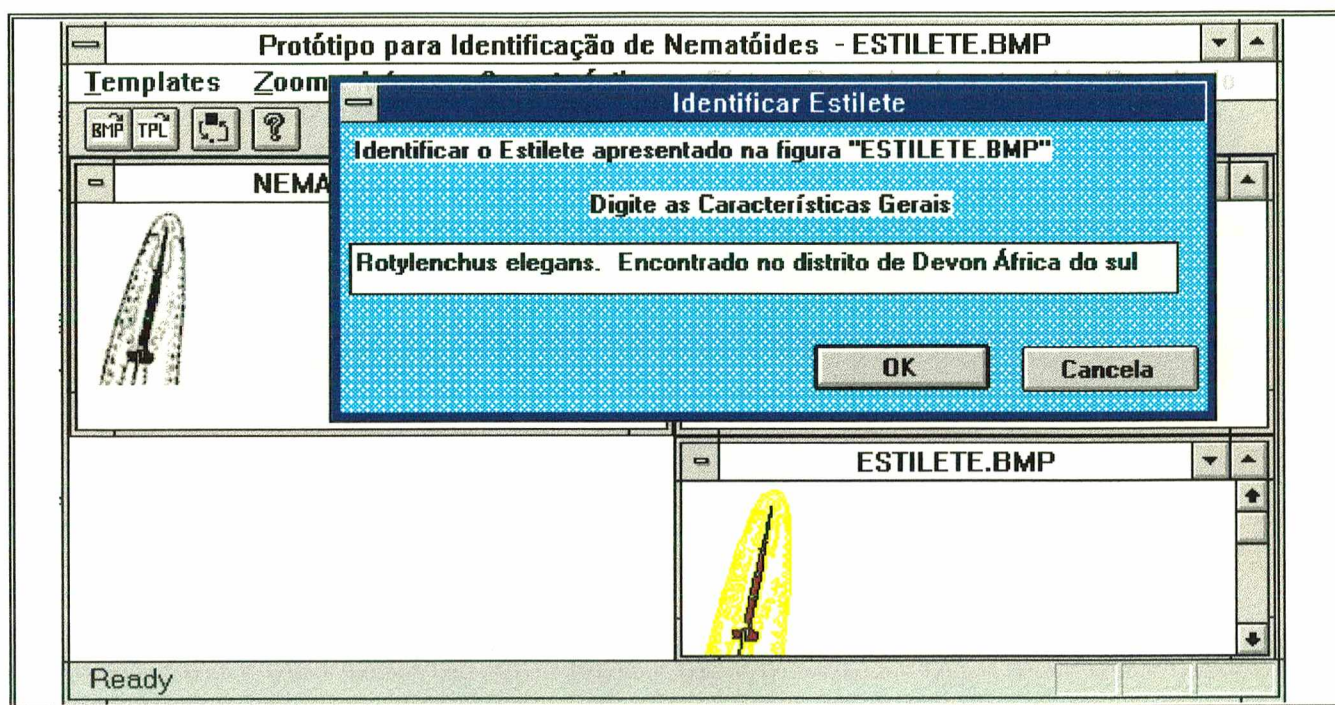 Protótipo para Identificação de Nematóides - ESTILETE.BMP
Templates Zoom
BMP TPL ?
Identificar Estilete
Identificar o Estilete apresentado na figura "ESTILETE.BMP"
Digite as Características Gerais
Rotylenchus elegans. Encontrado no distrito de Devon África do sul
OK Cancela
NEMA
ESTILETE.BMP
Ready